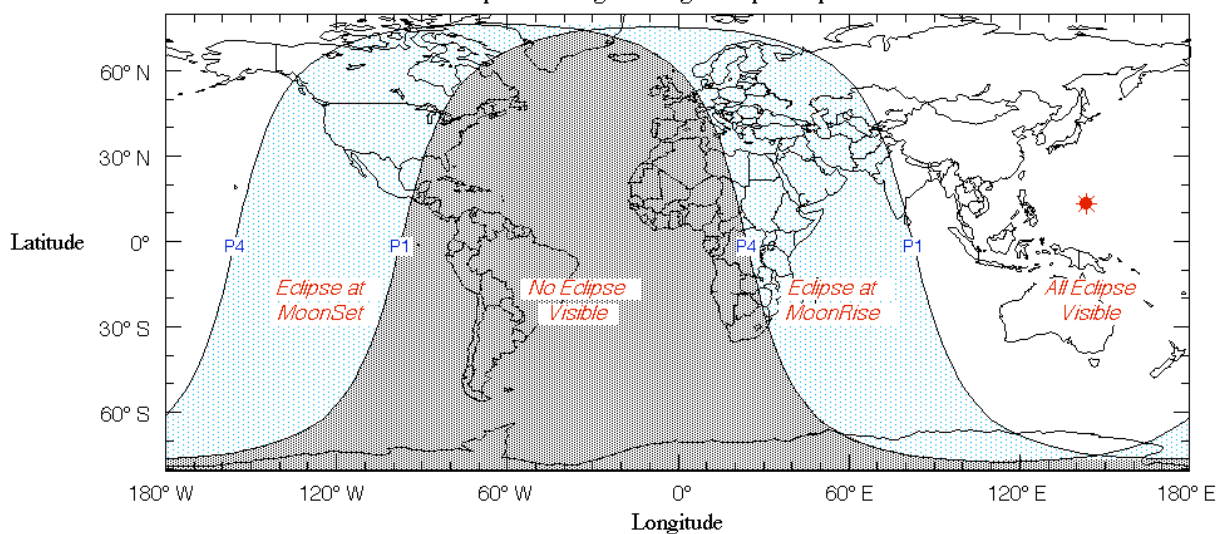 60° N
30° N
Latitude
0°
30° S
60° S
P4
P1
P4
P1
Eclipse at
MoonSet
No Eclipse
Visible
Eclipse at
MoonRise
All Eclipse
Visible
180° W
120° W
60° W
0°
60° E
120° E
180° E
Longitude